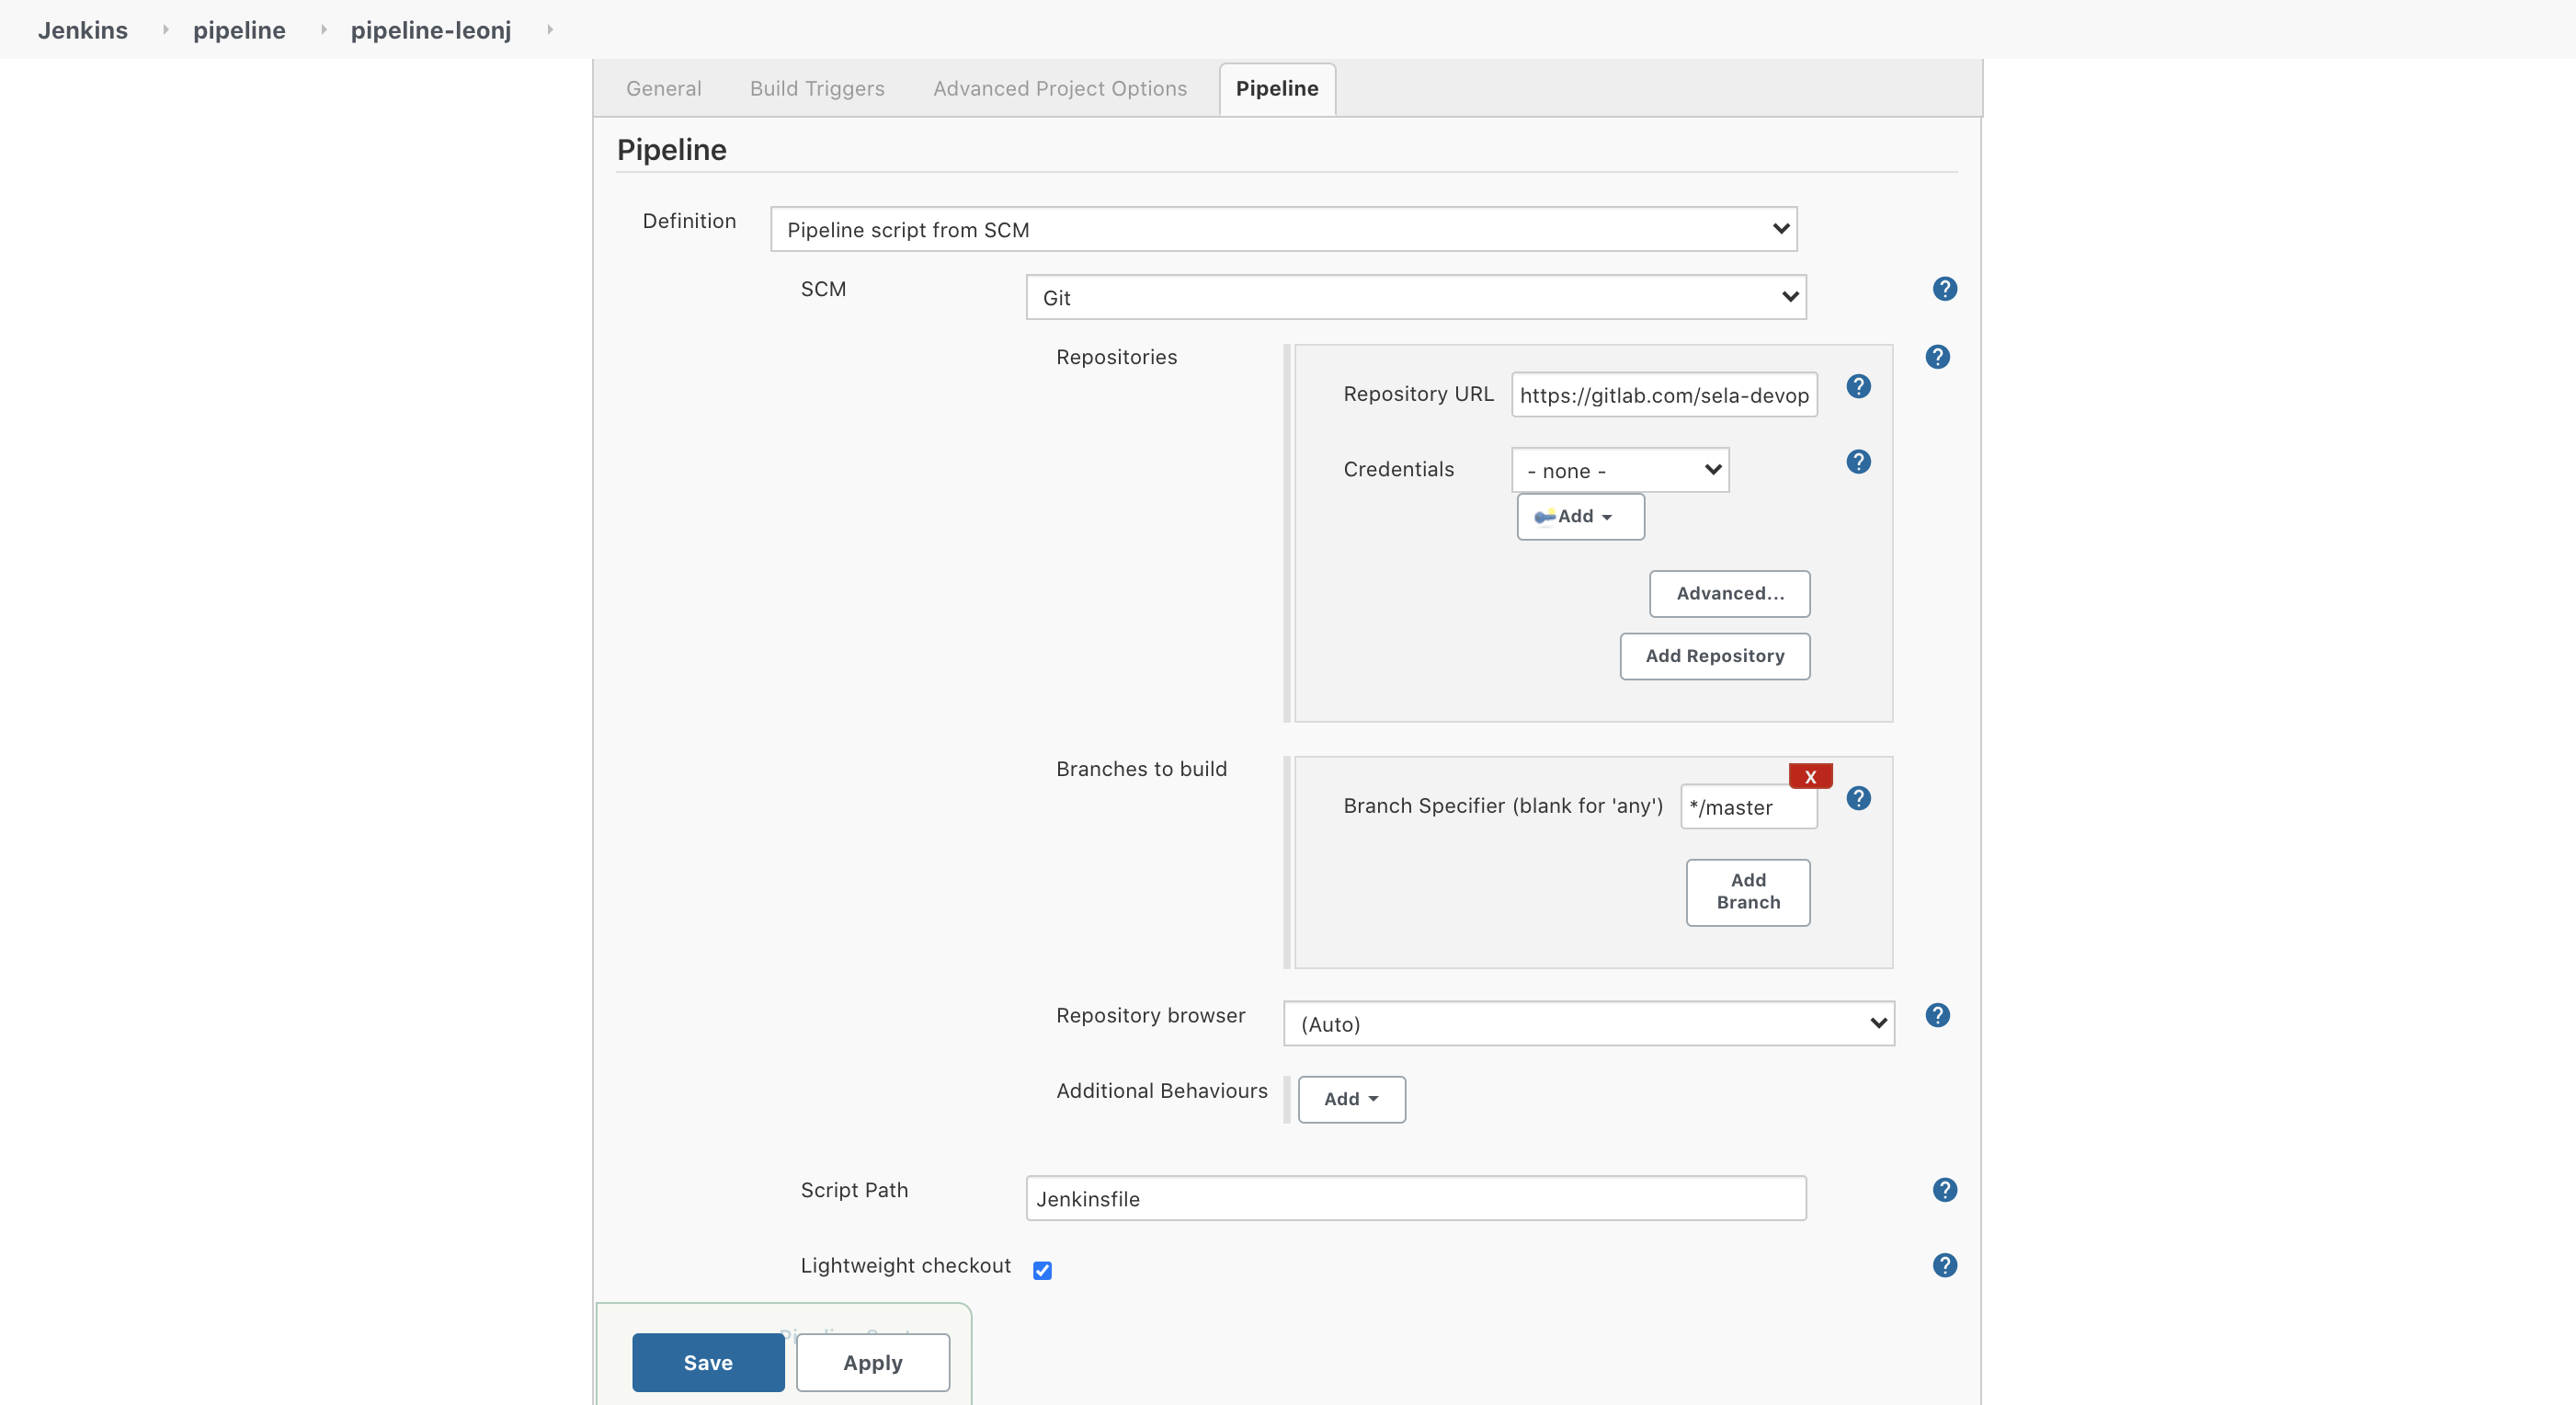 Jenkins pipeline pipeline-leonj
General Build Triggers Advanced Project Options Pipeline
Pipeline
Definition Pipeline script from SCM
SCM Git
?
Repositories
?
Repository URL https://gitlab.com/sela-devop
?
Credentials - none -
?
Add
Advanced...
Add Repository
Branches to build
X
Branch Specifier (blank for 'any') */master
?
Add
Branch
Repository browser (Auto)
?
Additional Behaviours Add
Script Path Jenkinsfile
?
Lightweight checkout
?
Save Apply